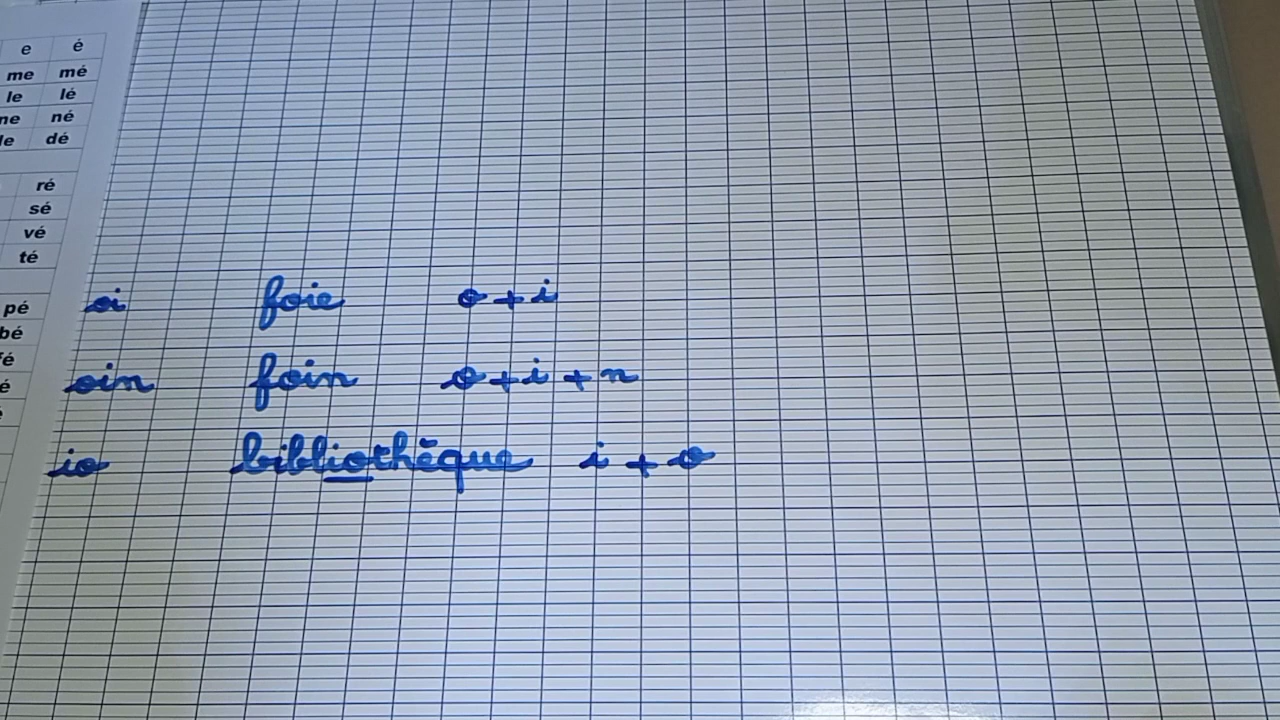 e é
me mé
le lé
ne né
dé
ré
sé
vé
té
pé
bé
oi foie o + i
oin foin o + i + n
io bibliothèque i + o